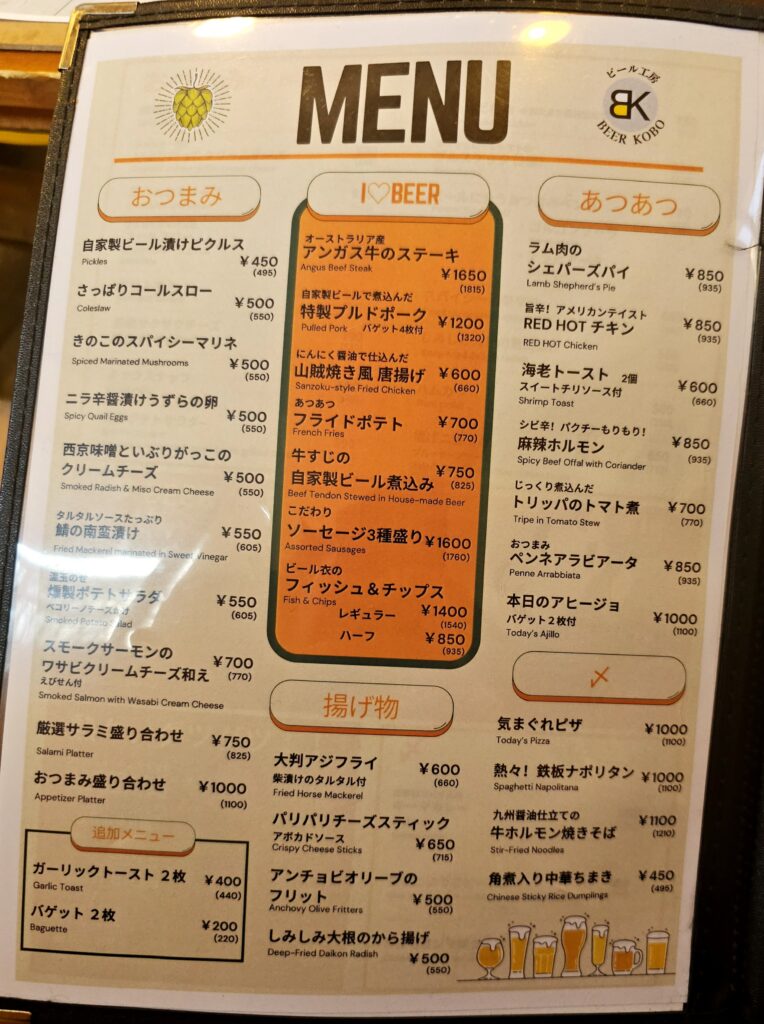 MENU
ビール工房
BK
BEER KOBO
おつまみ
自家製ビール漬けピクルス
Pickles
¥450
(495)
さっぱりコールスロー
Coleslaw
¥500
(550)
きのこのスパイシーマリネ
Spiced Marinated Mushrooms
¥500
(550)
ニラ辛醤漬けうずらの卵
Spicy Quail Eggs
¥500
(550)
西京味噌といぶりがっこの
クリームチーズ
Smoked Radish & Miso Cream Cheese
¥500
(550)
タルタルソースたっぷり
鯖の南蛮漬け
Fried Mackerel marinated in Sweet Vinegar
¥550
(605)
温玉のせ
燻製ポテトサラダ
ペコリーノチーズがけ
Smoked Potato Salad
¥550
(605)
スモークサーモンの
ワサビクリームチーズ和え
えびせん付
Smoked Salmon with Wasabi Cream Cheese
¥700
(770)
厳選サラミ盛り合わせ
Salami Platter
¥750
(825)
おつまみ盛り合わせ
Appetizer Platter
¥1000
(1100)
追加メニュー
ガーリックトースト 2枚
Garlic Toast
¥400
(440)
バゲット 2枚
Baguette
¥200
(220)
I♡BEER
オーストラリア産
アンガス牛のステーキ
Angus Beef Steak
¥1650
(1815)
自家製ビールで煮込んだ
特製プルドポーク
Pulled Pork バゲット4枚付
¥1200
(1320)
にんにく醤油で仕込んだ
山賊焼き風 唐揚げ
Sanzoku-style Fried Chicken
¥600
(660)
あつあつ
フライドポテト
French Fries
¥700
(770)
牛すじの
自家製ビール煮込み
Beef Tendon Stewed in House-made Beer
¥750
(825)
こだわり
ソーセージ3種盛り
Assorted Sausages
¥1600
(1760)
ビール衣の
フィッシュ&チップス
Fish & Chips
レギュラー ¥1400
(1540)
ハーフ ¥850
(935)
揚げ物
大判アジフライ
柴漬けのタルタル付
Fried Horse Mackerel
¥600
(660)
パリパリチーズスティック
アボカドソース
Crispy Cheese Sticks
¥650
(715)
アンチョビオリーブの
フリット
Anchovy Olive Fritters
¥500
(550)
しみしみ大根のから揚げ
Deep-Fried Daikon Radish
¥500
(550)
あつあつ
ラム肉の
シェパーズパイ
Lamb Shepherd's Pie
¥850
(935)
旨辛!アメリカンテイスト
RED HOT チキン
RED HOT Chicken
¥850
(935)
海老トースト 2個
スイートチリソース付
Shrimp Toast
¥600
(660)
シビ辛!パクチーもりもり!
麻辣ホルモン
Spicy Beef Offal with Coriander
¥850
(935)
じっくり煮込んだ
トリッパのトマト煮
Tripe in Tomato Stew
¥700
(770)
おつまみ
ペンネアラビアータ
Penne Arrabbiata
¥850
(935)
本日のアヒージョ
バゲット2枚付
Today's Ajillo
¥1000
(1100)
〆
気まぐれピザ
Today's Pizza
¥1000
(1100)
熱々!鉄板ナポリタン
Spaghetti Napolitana
¥1000
(1100)
九州醤油仕立ての
牛ホルモン焼きそば
Stir-Fried Noodles
¥1100
(1210)
角煮入り中華ちまき
Chinese Sticky Rice Dumplings
¥450
(495)